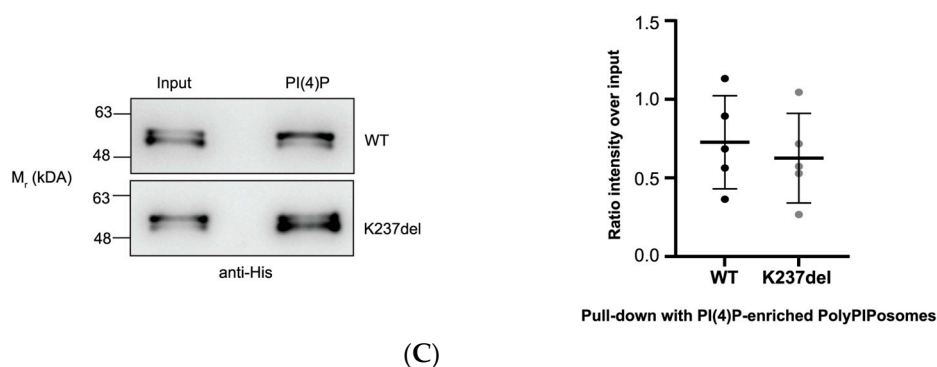 Input PI(4)P
63
48
WT
Mr (kDA)
63
48
K237del
anti-His
Ratio intensity over input
1.5
1.0
0.5
0.0
WT K237del
Pull-down with PI(4)P-enriched PolyPIPosomes
(C)